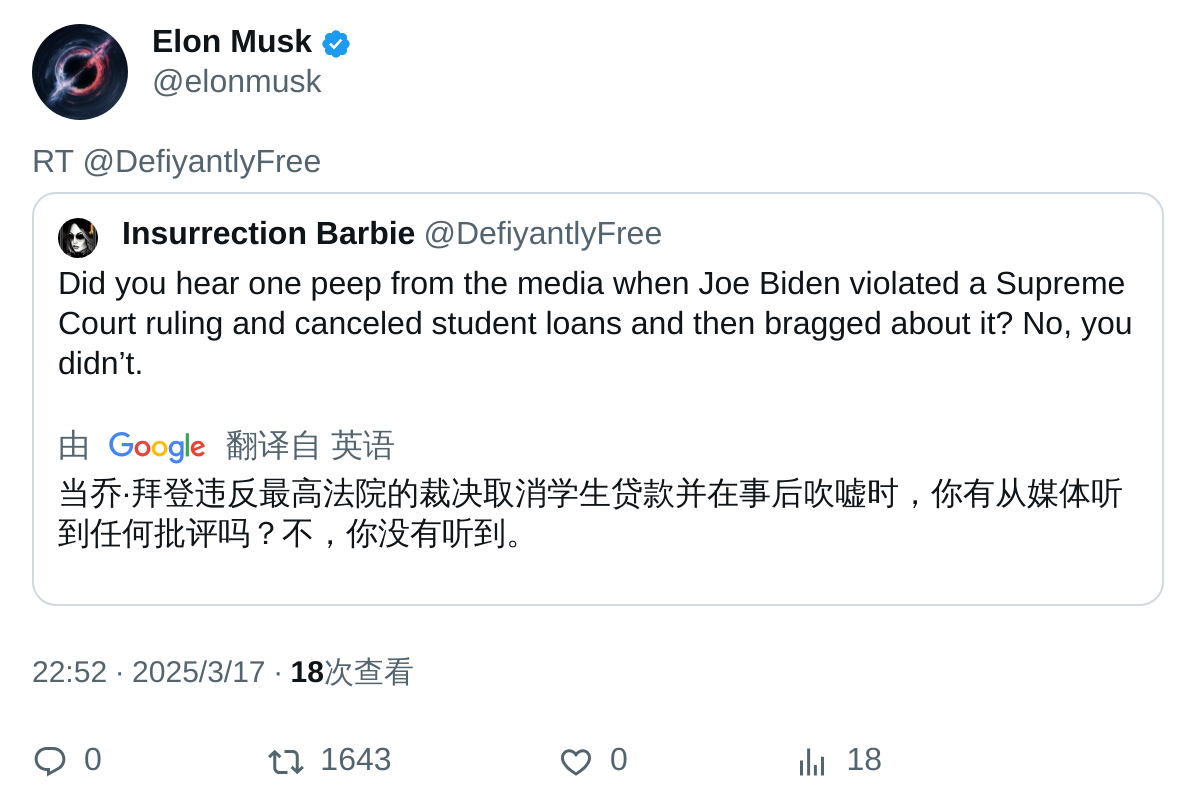 Elon Musk
@elonmusk
RT @DefiyantlyFree
Insurrection Barbie @DefiyantlyFree
Did you hear one peep from the media when Joe Biden violated a Supreme
Court ruling and canceled student loans and then bragged about it? No, you
didn’t.
由 Google 翻译自 英语
当乔·拜登违反最高法院的裁决取消学生贷款并在事后吹嘘时，你有从媒体听
到任何批评吗？不，你没有听到。
22:52 · 2025/3/17 · 18次查看
0 1643 0 18